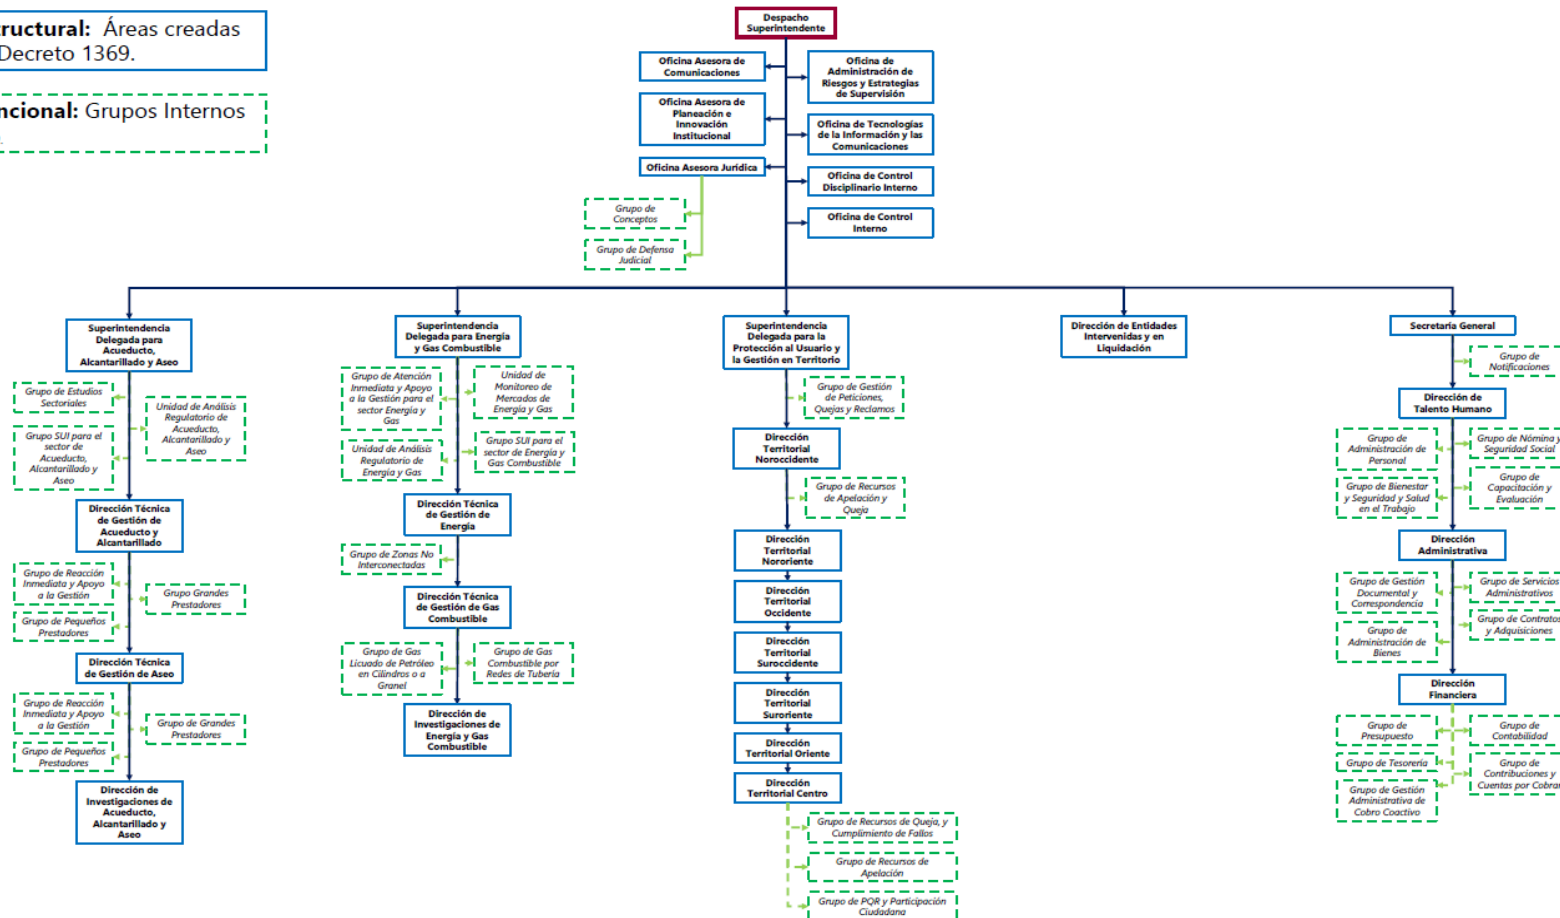 ructural: Áreas creadas
Decreto 1369.
ncional: Grupos Internos
Despacho
Superintendente
Oficina Asesora de
Comunicaciones
Oficina de
Administración de
Riesgos y Estrategias
de Supervisión
Oficina Asesora de
Planeación e
Innovación
Institucional
Oficina de Tecnologías
de la Información y las
Comunicaciones
Oficina Asesora Jurídica
Oficina de Control
Disciplinario Interno
Oficina de Control
Interno
Grupo de
Conceptos
Grupo de Defensa
Judicial
Superintendencia
Delegada para
Acueducto,
Alcantarillado y Aseo
Grupo de Estudios
Sectoriales
Unidad de Análisis
Regulatorio de
Acueducto,
Alcantarillado y
Aseo
Grupo SUI para el
sector de
Acueducto,
Alcantarillado y
Aseo
Dirección Técnica
de Gestión de
Acueducto y
Alcantarillado
Grupo de Reacción
Inmediata y Apoyo
a la Gestión
Grupo Grandes
Prestadores
Grupo de Pequeños
Prestadores
Dirección Técnica
de Gestión de Aseo
Grupo de Reacción
Inmediata y Apoyo
a la Gestión
Grupo de Grandes
Prestadores
Grupo de Pequeños
Prestadores
Dirección de
Investigaciones de
Acueducto,
Alcantarillado y
Aseo
Superintendencia
Delegada para Energía
y Gas Combustible
Grupo de Atención
Inmediata y Apoyo
a la Gestión para el
sector Energía y
Gas
Unidad de
Monitoreo de
Mercados de
Energía y Gas
Unidad de Análisis
Regulatorio de
Energía y Gas
Grupo SUI para el
sector de Energía y
Gas Combustible
Dirección Técnica
de Gestión de
Energía
Grupo de Zonas No
Interconectadas
Dirección Técnica
de Gestión de Gas
Combustible
Grupo de Gas
Licuado de Petróleo
en Cilindros o a
Granel
Grupo de Gas
Combustible por
Redes de Tubería
Dirección de
Investigaciones de
Energía y Gas
Combustible
Superintendencia
Delegada para la
Protección al Usuario y
la Gestión en Territorio
Grupo de Gestión
de Peticiones,
Quejas y Reclamos
Dirección
Territorial
Noroccidente
Grupo de Recursos
de Apelación y
Queja
Dirección
Territorial
Nororiente
Dirección
Territorial
Occidente
Dirección
Territorial
Suroccidente
Dirección
Territorial
Suroriente
Dirección
Territorial Oriente
Dirección
Territorial Centro
Grupo de Recursos de Queja, y
Cumplimiento de Fallos
Grupo de Recursos de
Apelación
Grupo de PQR y Participación
Ciudadana
Dirección de Entidades
Intervenidas y en
Liquidación
Secretaría General
Grupo de
Notificaciones
Dirección de
Talento Humano
Grupo de
Administración de
Personal
Grupo de Nómina y
Seguridad Social
Grupo de Bienestar
y Seguridad y Salud
en el Trabajo
Grupo de
Capacitación y
Evaluación
Dirección
Administrativa
Grupo de Gestión
Documental y
Correspondencia
Grupo de Servicios
Administrativos
Grupo de
Administración de
Bienes
Grupo de Contratos
y Adquisiciones
Dirección
Financiera
Grupo de
Presupuesto
Grupo de
Contabilidad
Grupo de Tesorería
Grupo de
Contribuciones y
Cuentas por Cobrar
Grupo de Gestión
Administrativa de
Cobro Coactivo